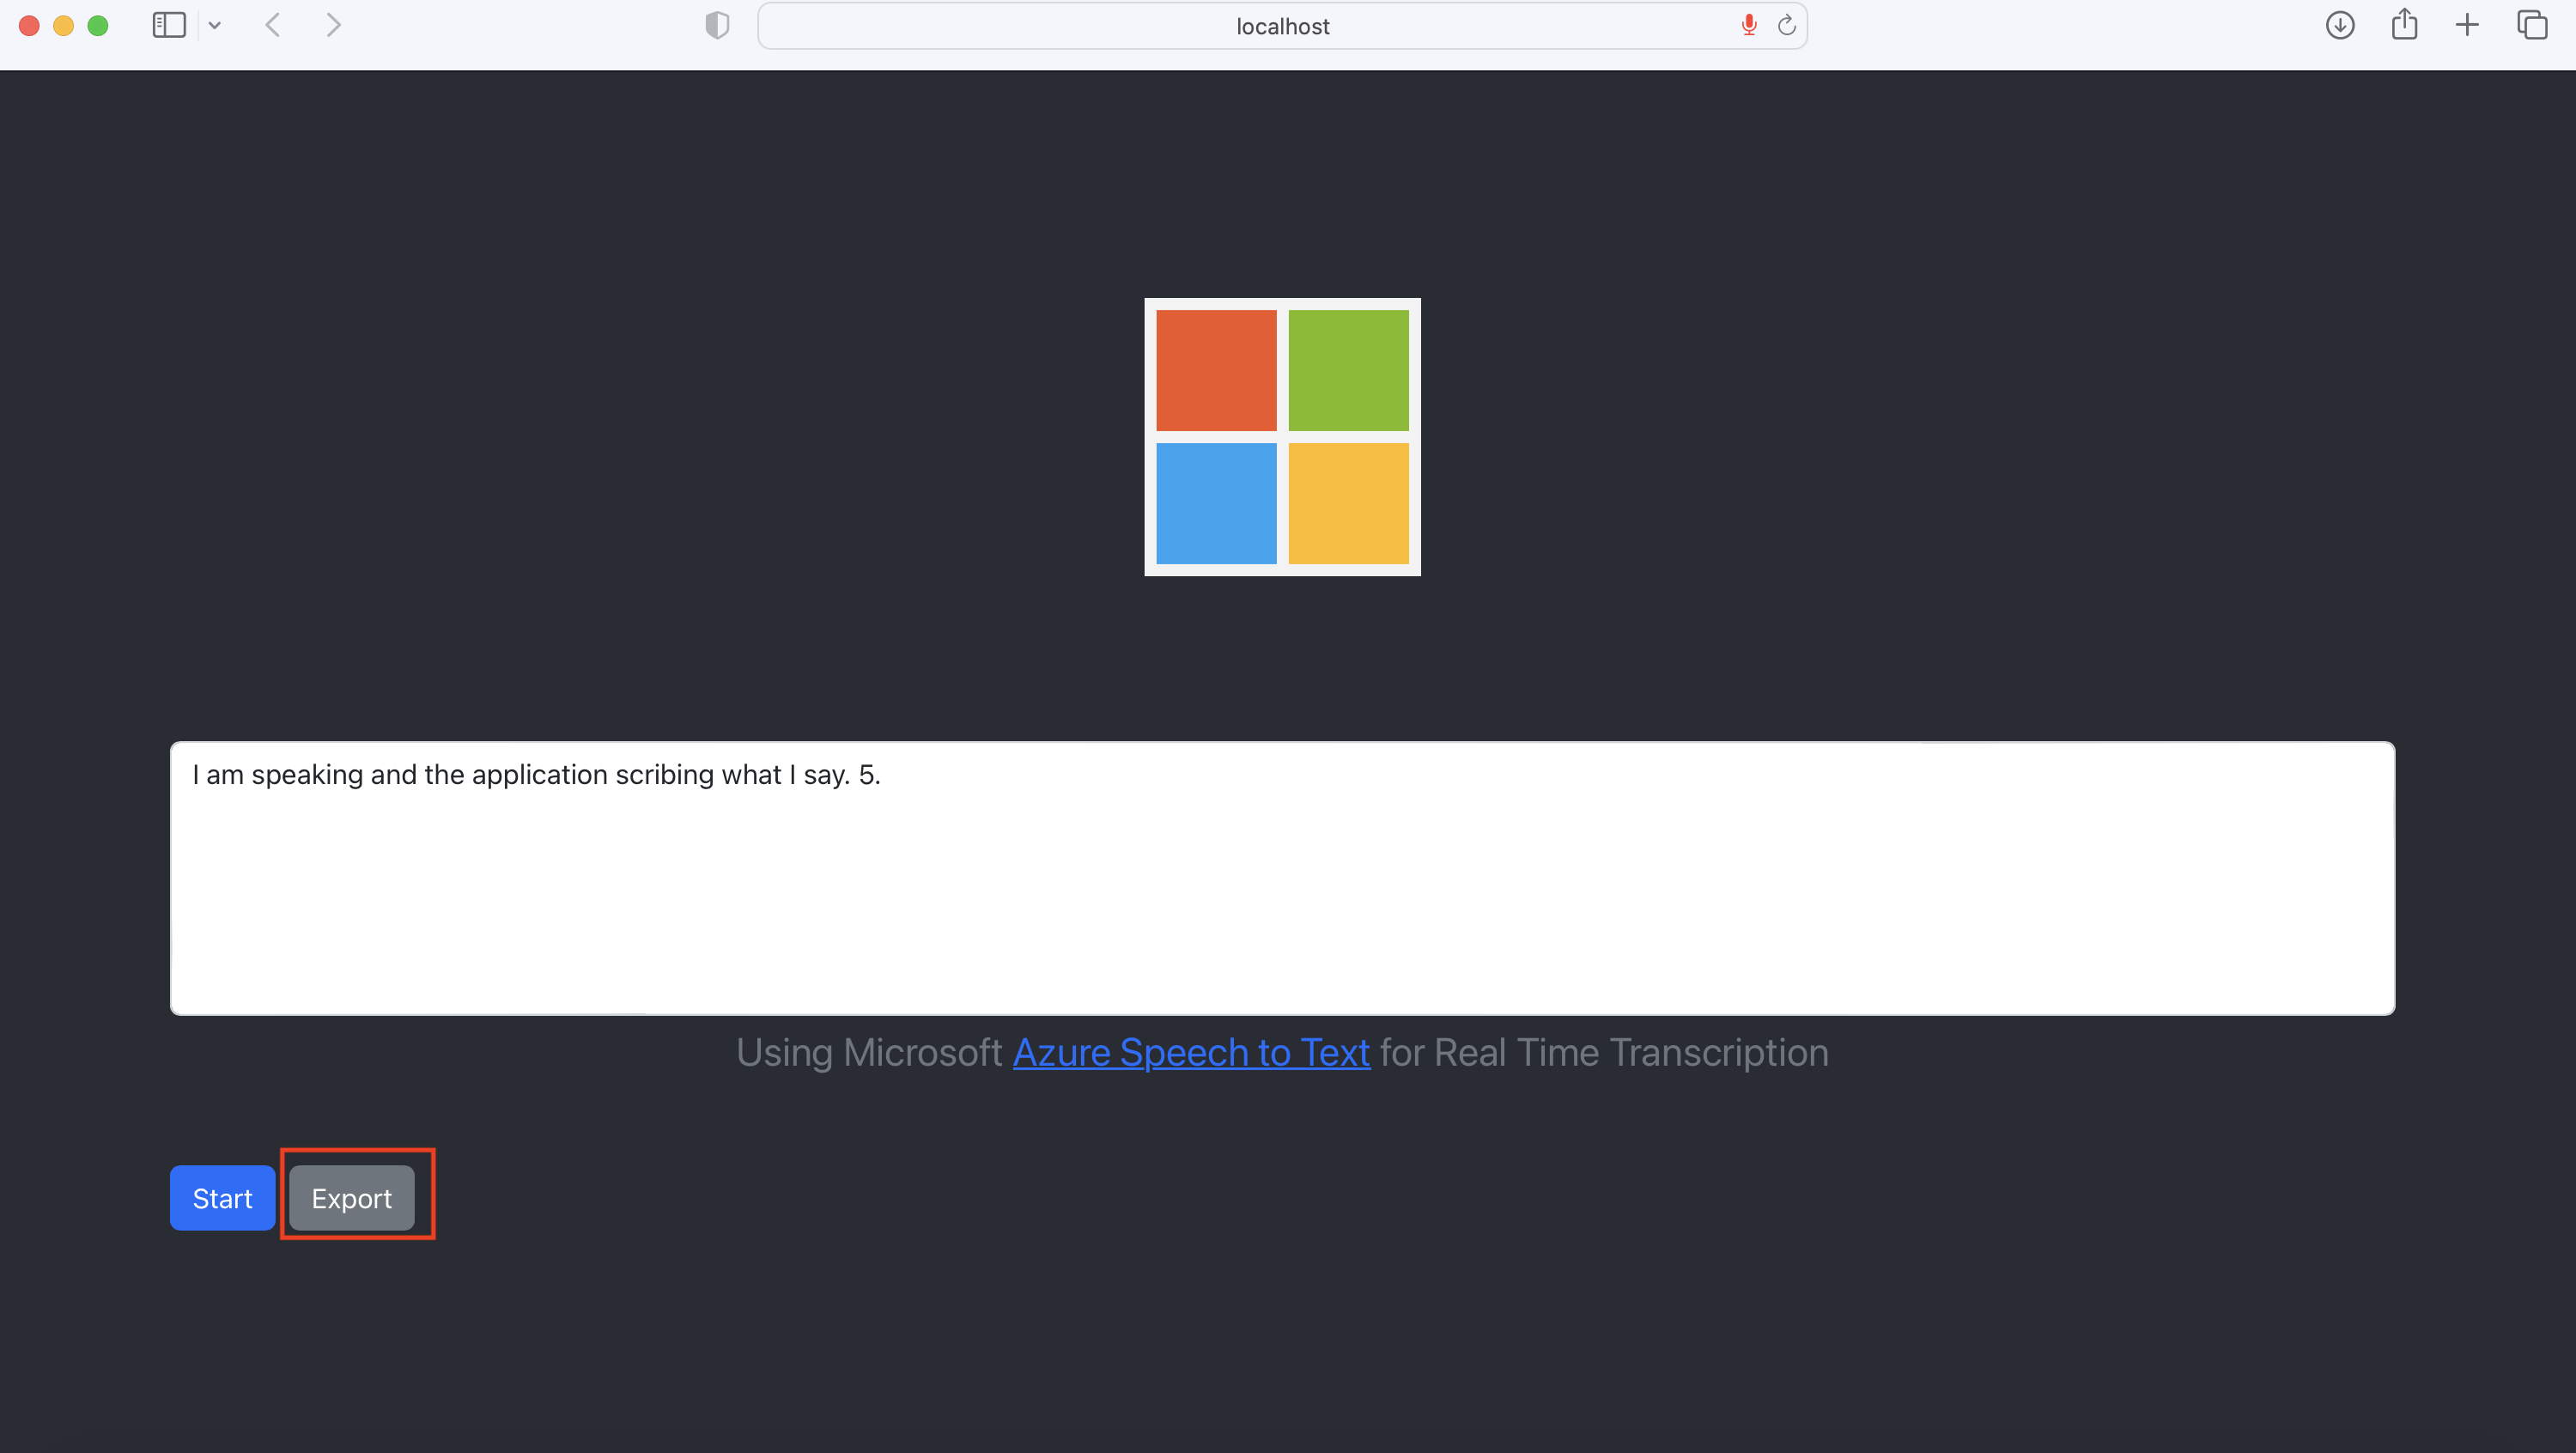 localhost
I am speaking and the application scribing what I say. 5.
Using Microsoft Azure Speech to Text for Real Time Transcription
Start
Export